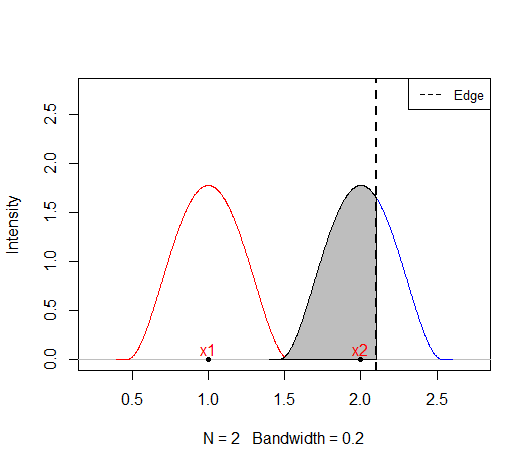 Edge
Intensity
2.5
2.0
1.5
1.0
0.5
0.0
x1
x2
0.5 1.0 1.5 2.0 2.5
N = 2 Bandwidth = 0.2